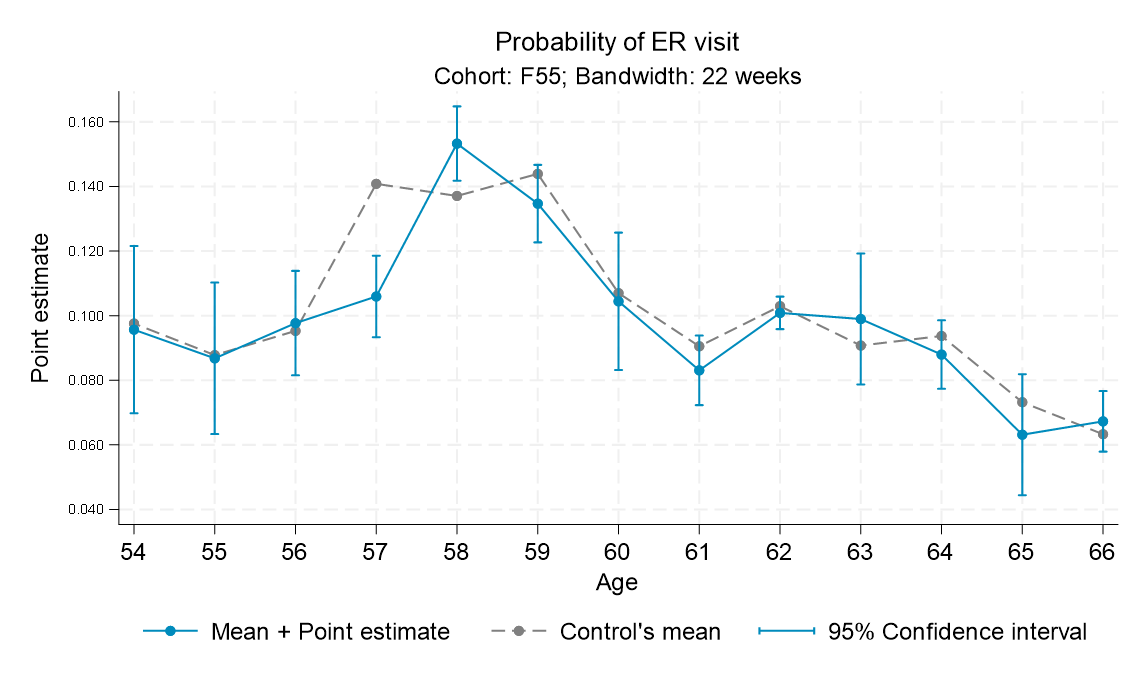 Probability of ER visit
Cohort: F55; Bandwidth: 22 weeks
Point estimate
0.160
0.140
0.120
0.100
0.080
0.060
0.040
54 55 56 57 58 59 60 61 62 63 64 65 66
Age
Mean + Point estimate Control's mean 95% Confidence interval